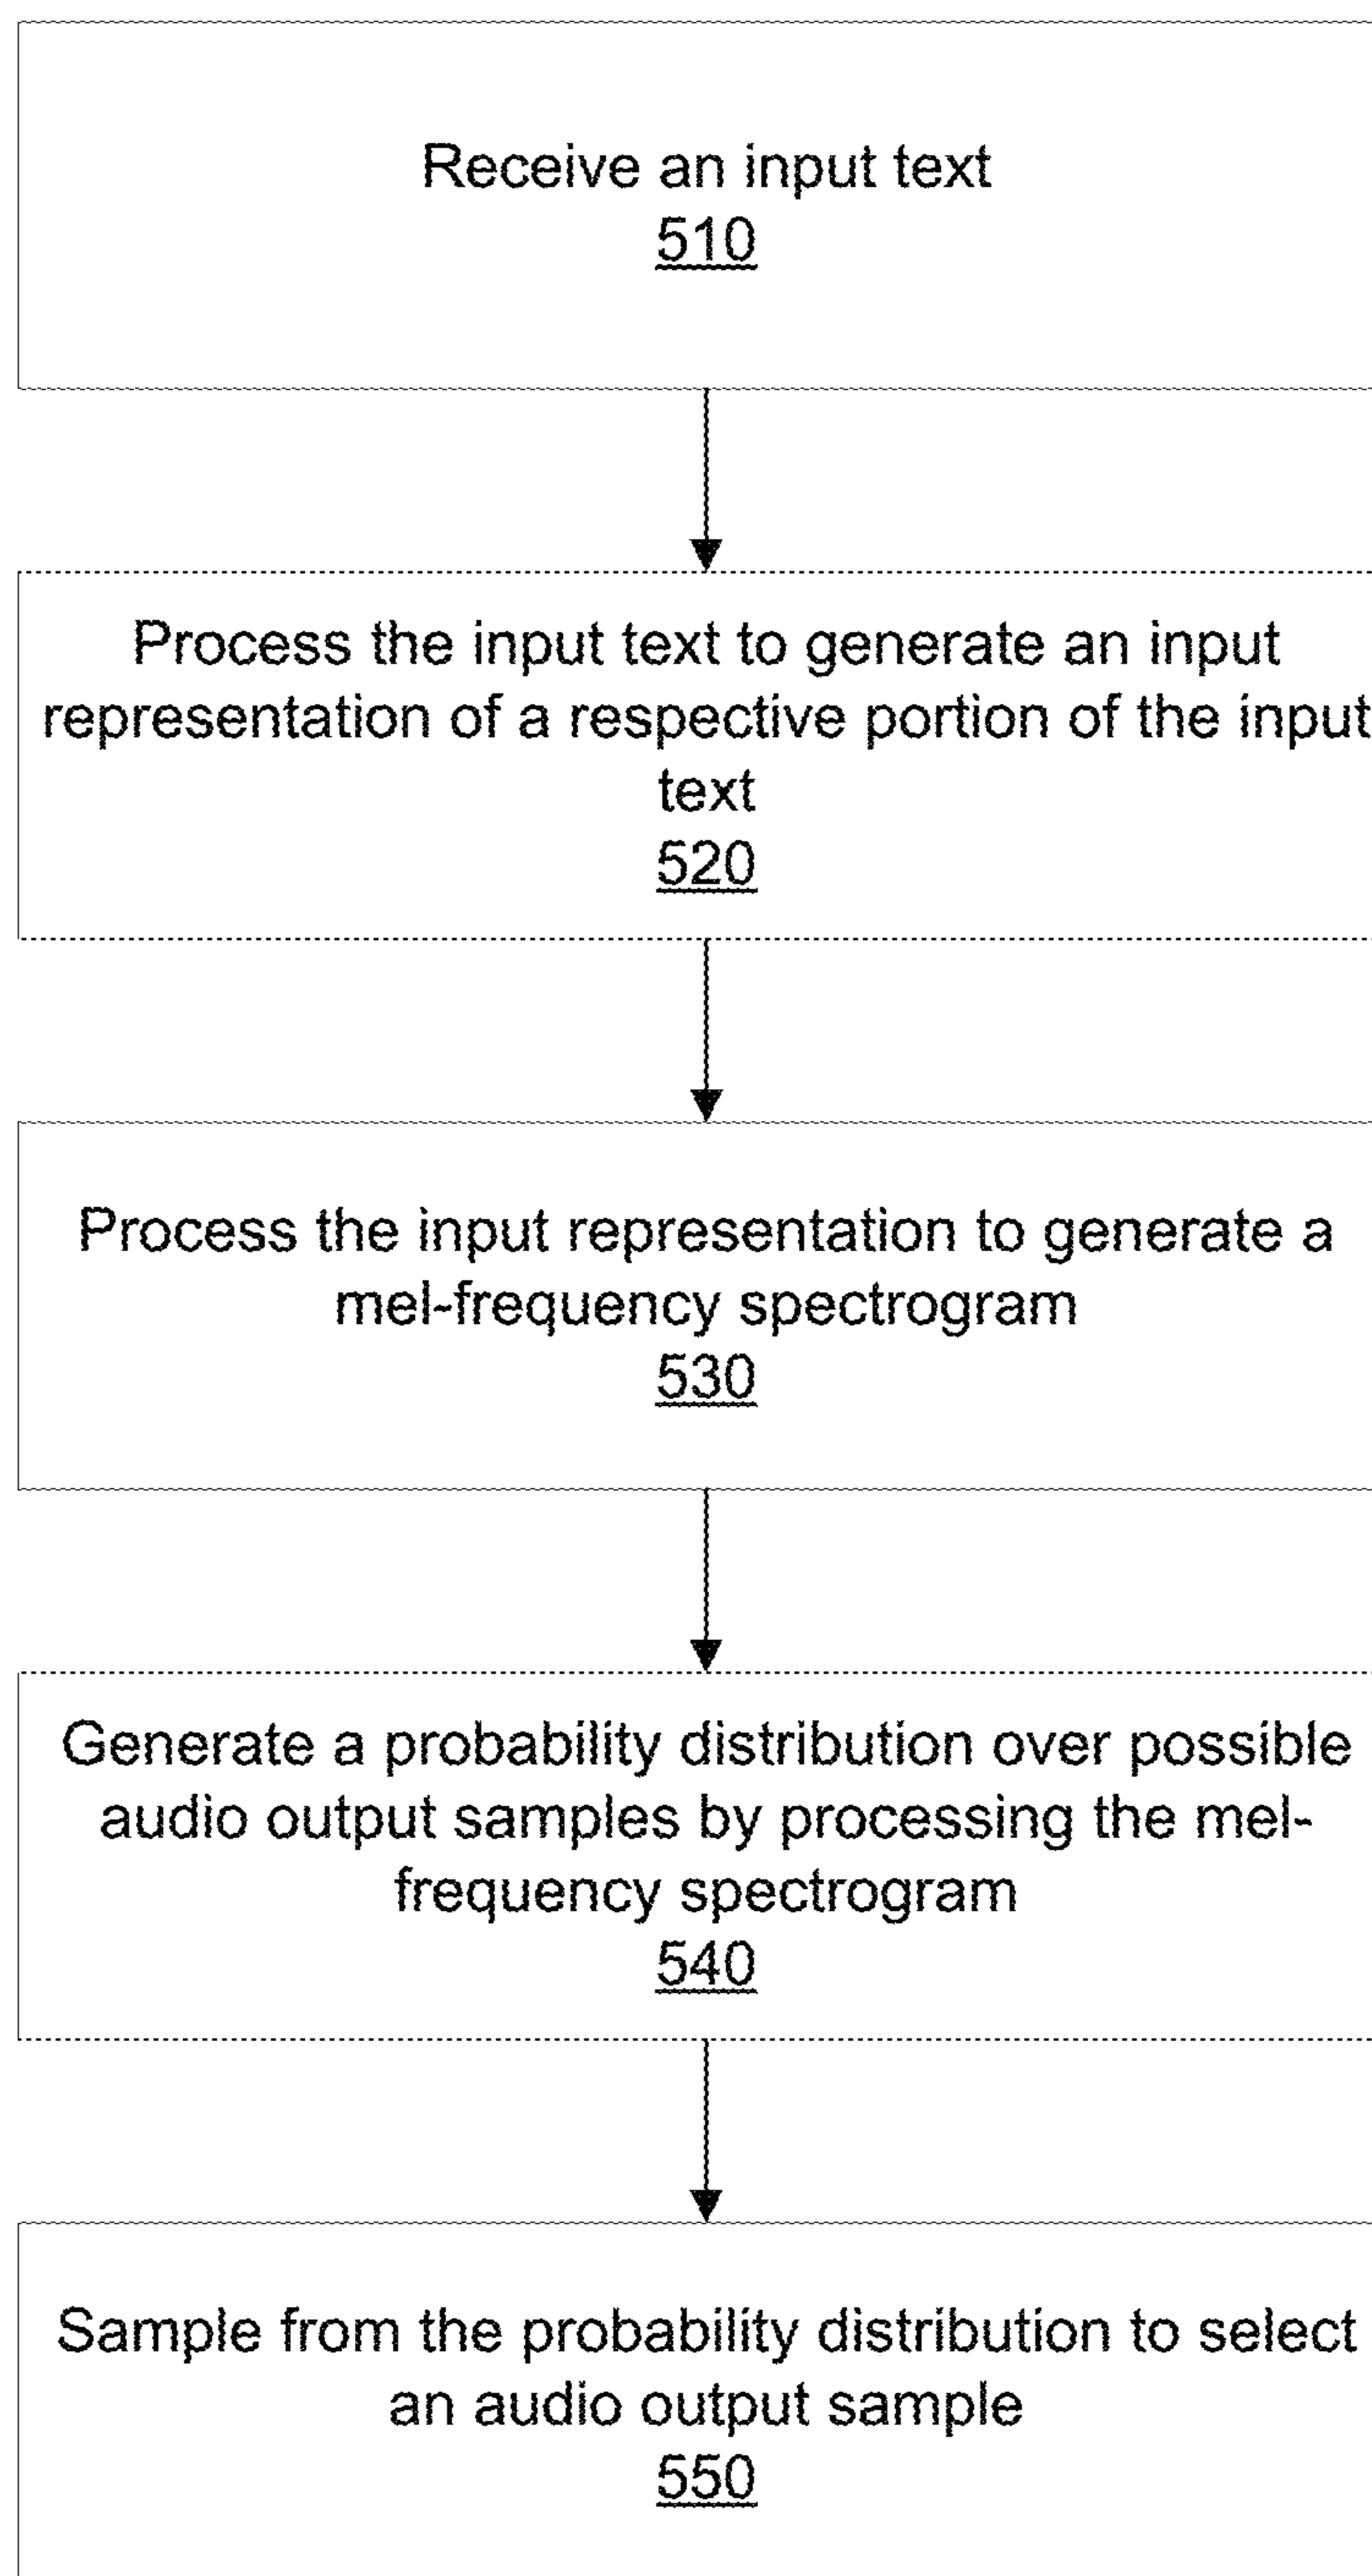 Receive an input text
510
Process the input text to generate an input
representation of a respective portion of the input
text
520
Process the input representation to generate a
mel-frequency spectrogram
530
Generate a probability distribution over possible
audio output samples by processing the mel-
frequency spectrogram
540
Sample from the probability distribution to select
an audio output sample
550